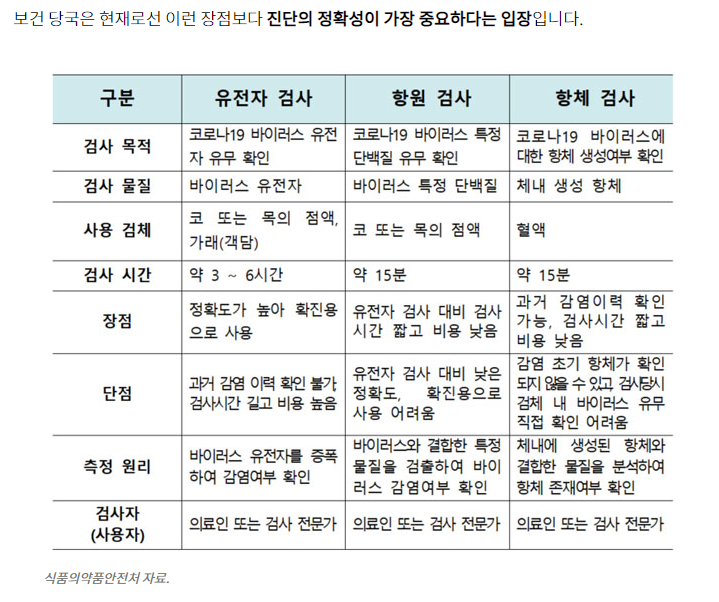 보건 당국은 현재로선 이런 장점보다 진단의 정확성이 가장 중요하다는 입장입니다.
구분 유전자 검사 항원 검사 항체 검사
검사 목적
코로나19 바이러스 유전
자 유무 확인
코로나19 바이러스 특정
단백질 유무 확인
코로나19 바이러스에
대한 항체 생성여부 확인
검사 물질 바이러스 유전자 바이러스 특정 단백질 체내 생성 항체
사용 검체
코 또는 목의 점액,
가래(객담)
코 또는 목의 점액
혈액
검사 시간 약 3 ~ 6시간 약 15분 약 15분
장점
정확도가 높아 확진용
으로 사용
유전자 검사 대비 검사
시간 짧고 비용 낮음
과거 감염이력 확인
가능, 검사시간 짧고
비용 낮음
단점
과거 감염 이력 확인 불가,
검사시간 길고 비용 높음
유전자 검사 대비 낮은
정확도, 확진용으로
사용 어려움
감염 초기 항체가 확인
되지 않을 수 있고, 검사당시
검체 내 바이러스 유무
직접 확인 어려움
측정 원리
바이러스 유전자를 증폭
하여 감염여부 확인
바이러스와 결합한 특정
물질을 검출하여 바이
러스 감염여부 확인
체내에 생성된 항체와
결합한 물질을 분석하여
항체 존재여부 확인
검사자
(사용자)
의료인 또는 검사 전문가
의료인 또는 검사 전문가
의료인 또는 검사 전문가
식품의약품안전처 자료.